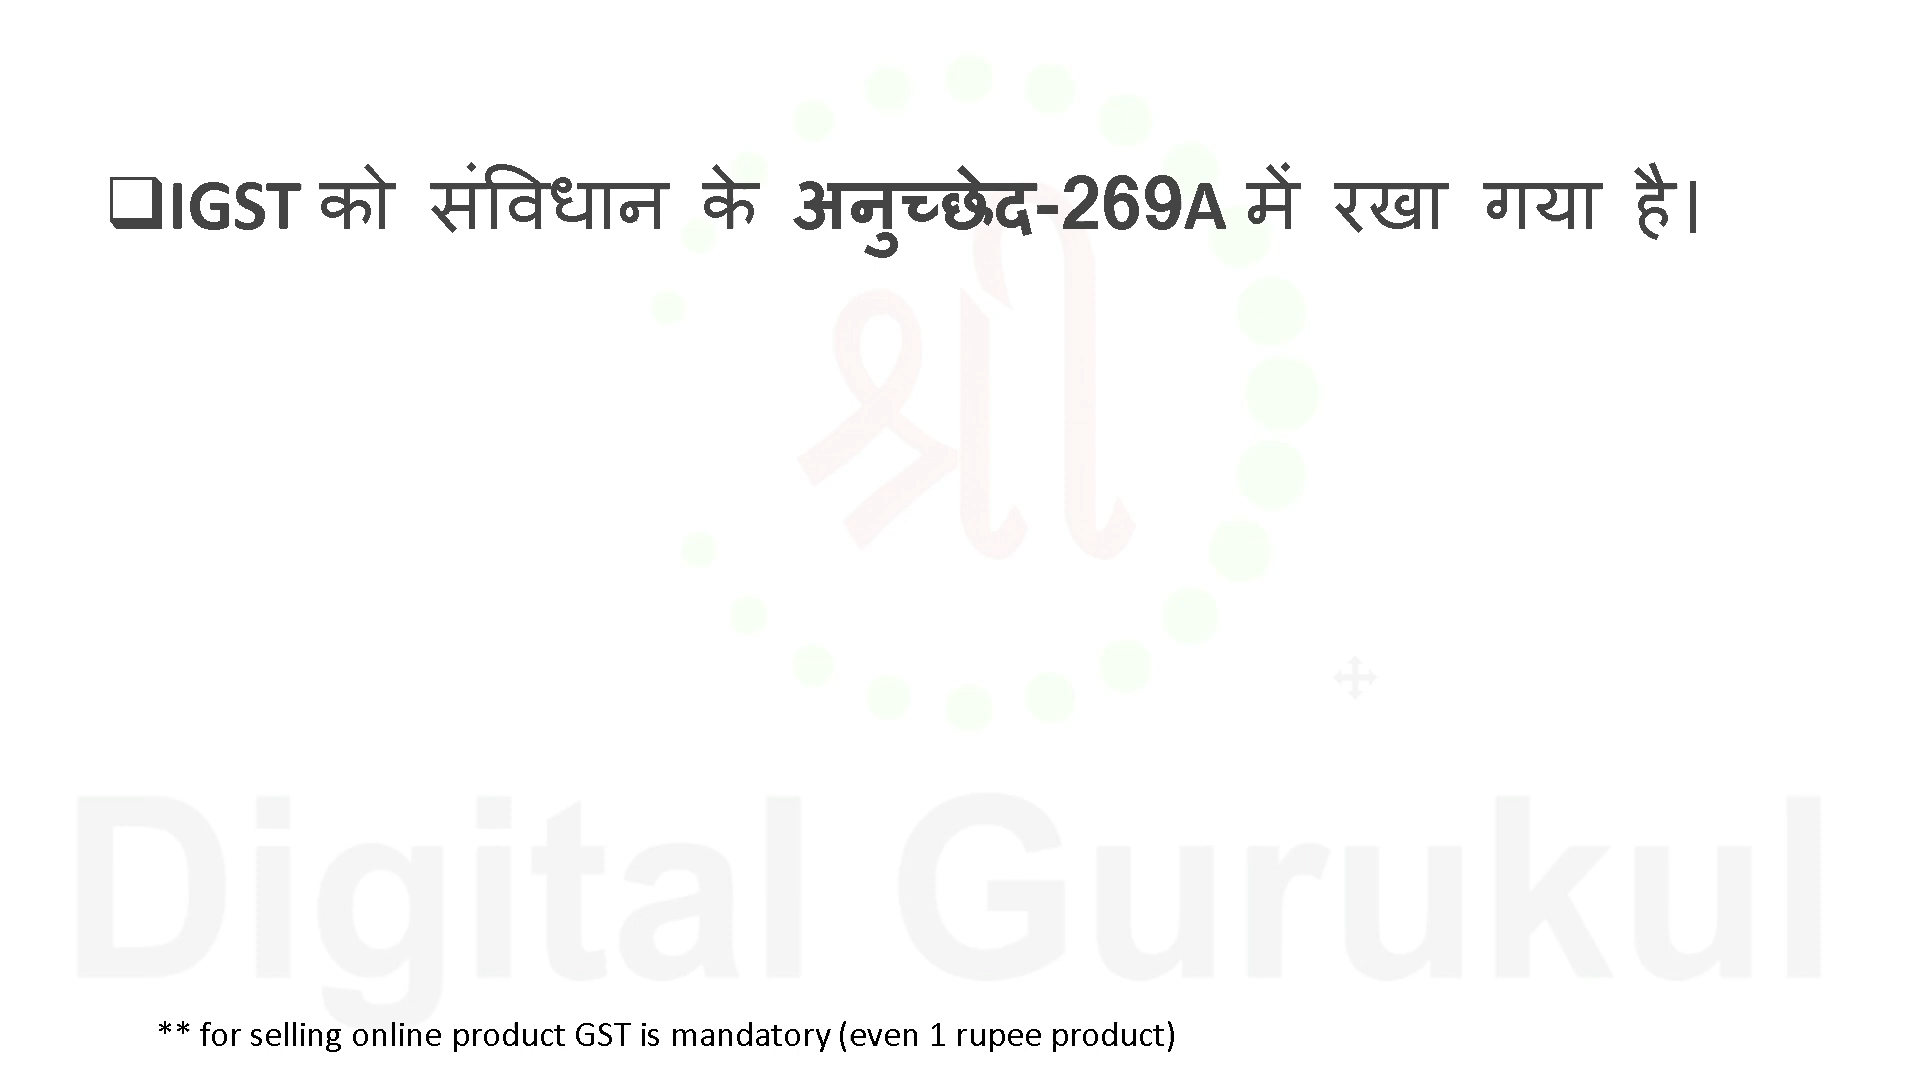 ❑IGST को संविधान के अनुच्छेद-269A में रखा गया है।
श्री
Digital Gurukul
** for selling online product GST is mandatory (even 1 rupee product)